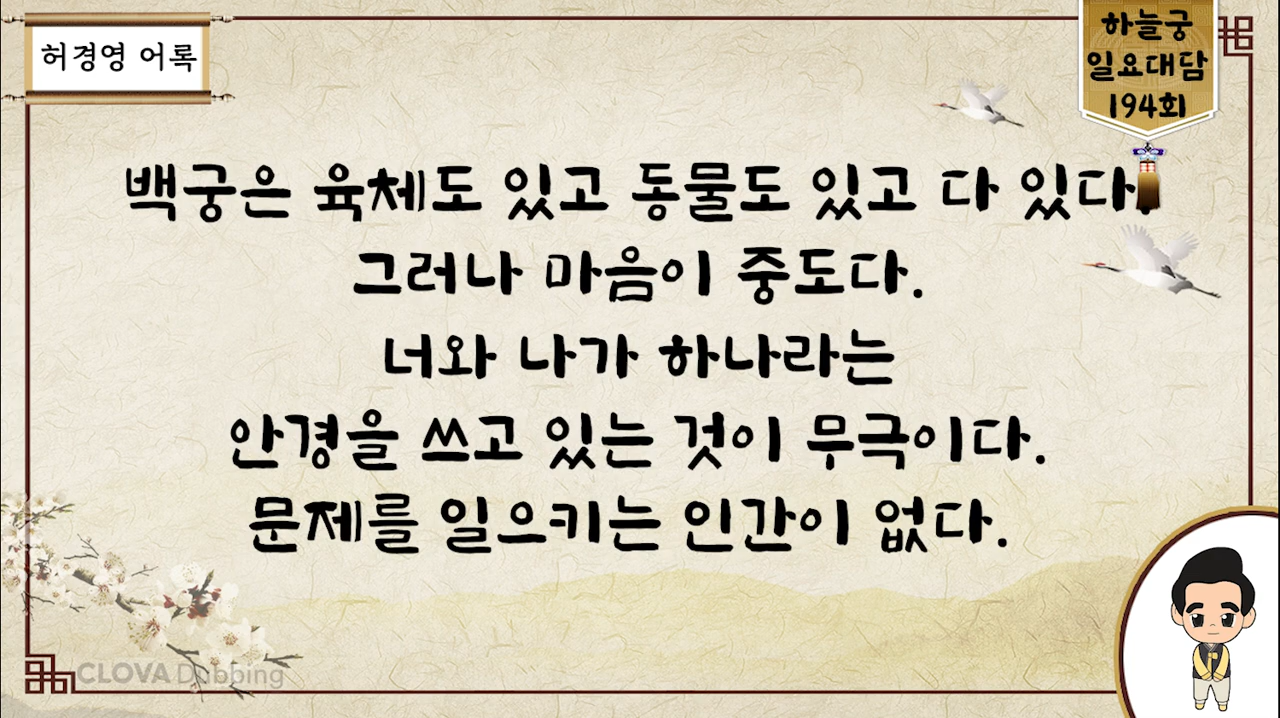 허경영 어록
하늘궁
일요대담
194회
백궁은 육체도 있고 동물도 있고 다 있다.
그러나 마음이 중도다.
너와 나가 하나라는
안경을 쓰고 있는 것이 무극이다.
문제를 일으키는 인간이 없다.
CLOVA Dubbing